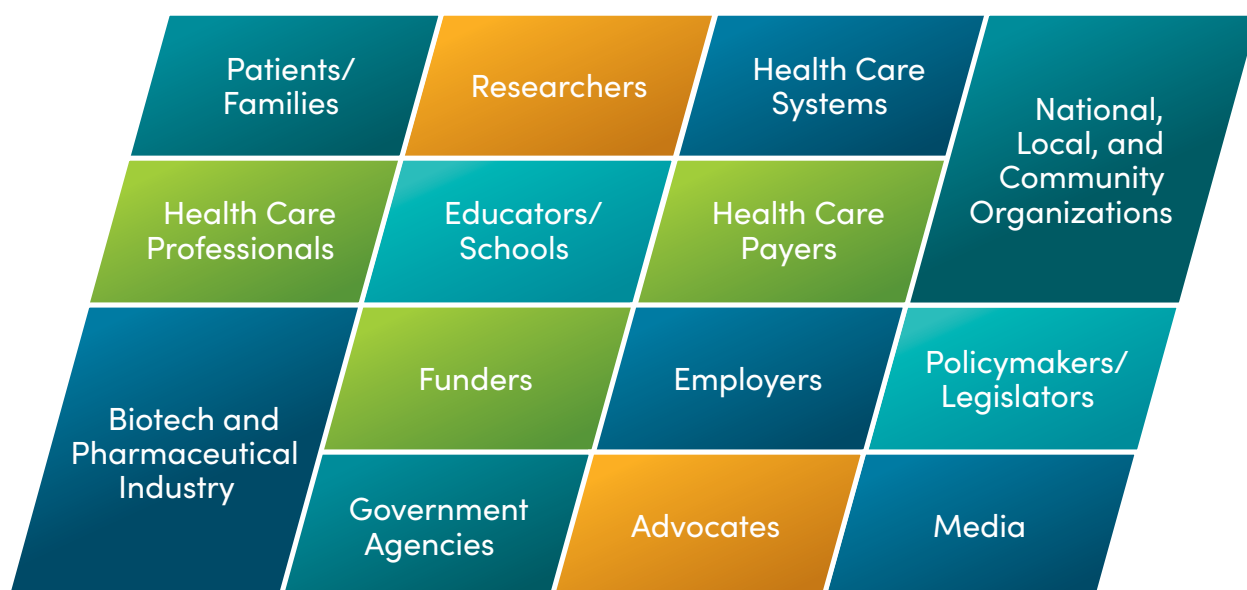 Patients/
Families
Researchers
Health Care
Systems
National,
Local, and
Community
Organizations
Health Care
Professionals
Educators/
Schools
Health Care
Payers
Biotech and
Pharmaceutical
Industry
Funders
Employers
Policymakers/
Legislators
Government
Agencies
Advocates
Media